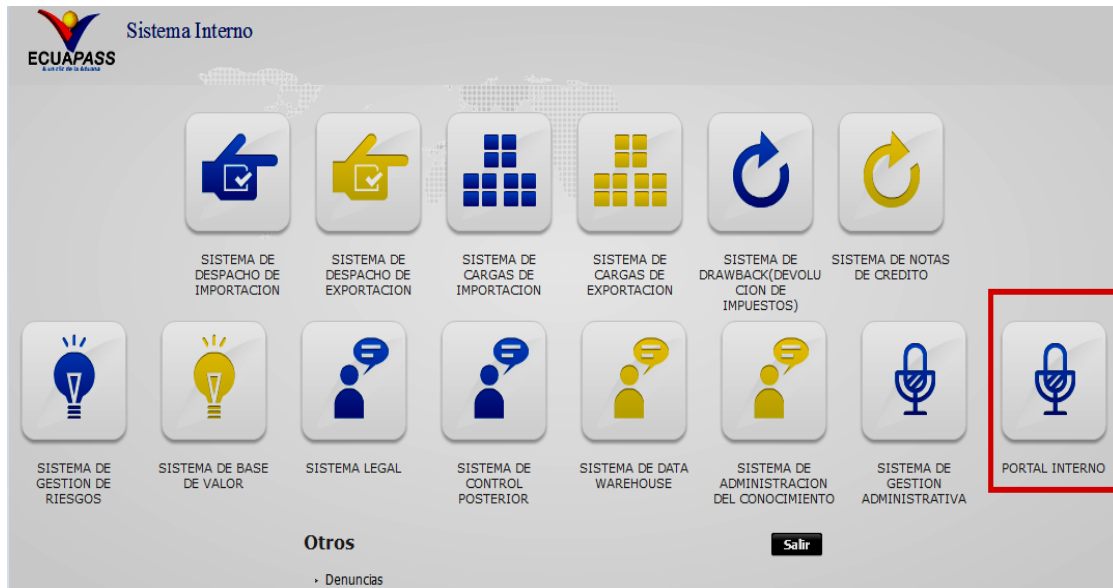 Sistema Interno
ECUAPASS
SISTEMA DE
DESPACHO DE
IMPORTACION
SISTEMA DE
DESPACHO DE
EXPORTACION
SISTEMA DE
CARGAS DE
IMPORTACION
SISTEMA DE
CARGAS DE
EXPORTACION
SISTEMA DE
DRAWBACK(DEVOLU
CION DE
IMPUESTOS)
SISTEMA DE NOTAS
DE CREDITO
SISTEMA DE
GESTION DE
RIESGOS
SISTEMA DE BASE
DE VALOR
SISTEMA LEGAL
SISTEMA DE
CONTROL
POSTERIOR
SISTEMA DE DATA
WAREHOUSE
SISTEMA DE
ADMINISTRACION
DEL CONOCIMIENTO
SISTEMA DE
GESTION
ADMINISTRATIVA
PORTAL INTERNO
Otros
Salir
Denuncias